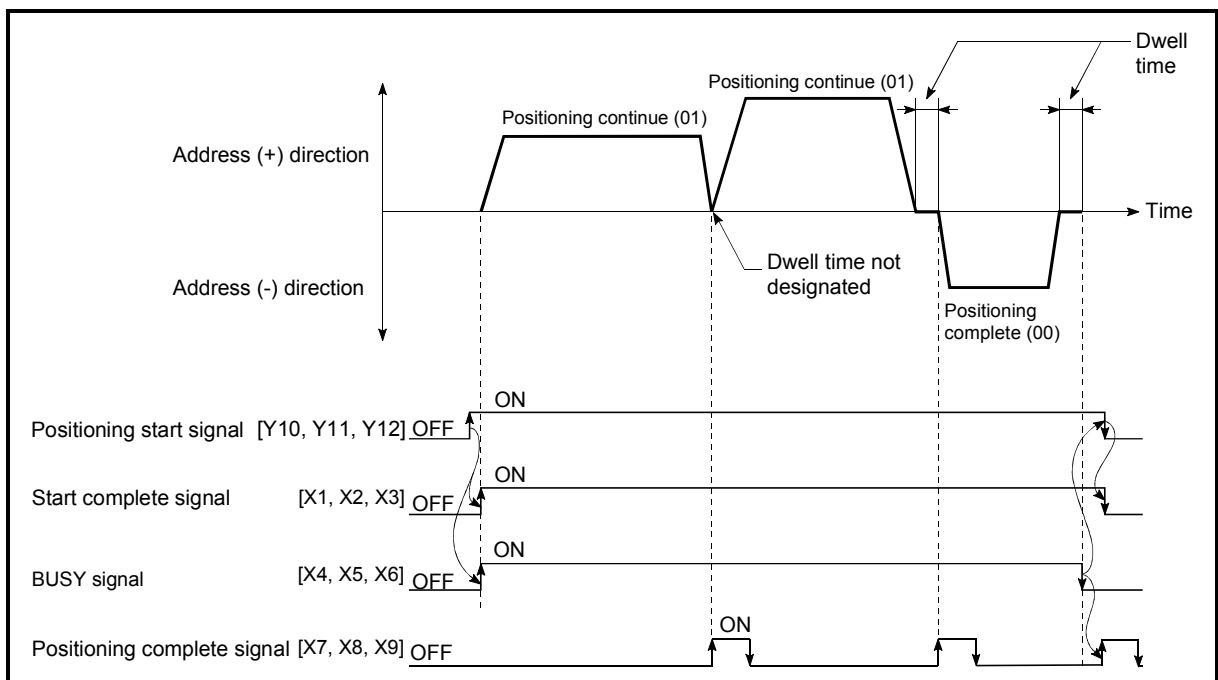 Dwell
time
Positioning continue (01)
Positioning continue (01)
Address (+) direction
Time
Dwell time not
designated
Address (-) direction
Positioning
complete (00)
ON
Positioning start signal [Y10, Y11, Y12] OFF
ON
Start complete signal [X1, X2, X3] OFF
ON
BUSY signal [X4, X5, X6] OFF
ON
Positioning complete signal [X7, X8, X9] OFF